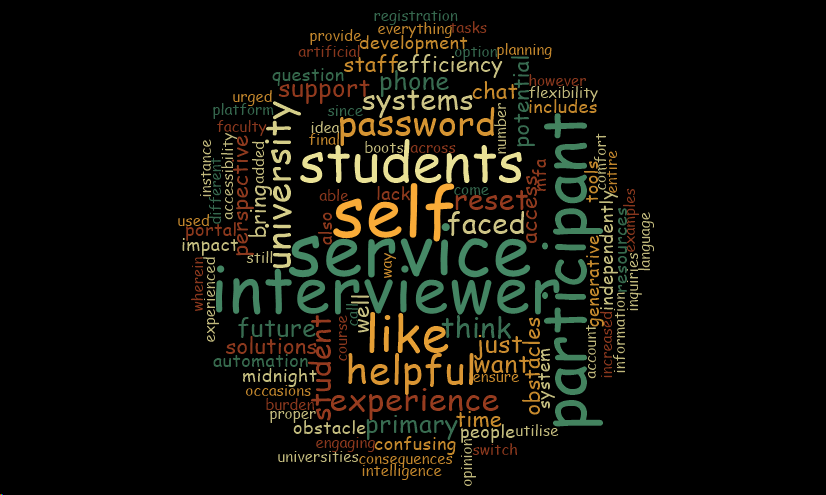 registration
everything
tasks
provide
development
artificial
option
planning
staff
efficiency
question
phone
potential
however
support
systems
chat
flexibility
urged
includes
platform
since
number
faculty
idea
password
final
boots
across
university
students
instance
accessibility
different
perspective
added
bring
able
lack
come
reset
access
mfa
tools
comfort
entire
self
faced
used
portal
also
participant
independently
examples
resources
impact
service
generative
language
inquiries
still
way
wherein
experienced
interviewer
well
call
information
increased
account
future
like
think
solutions
student
course
just
obstacles
system
automation
helpful
want
midnight
ensure
occasions
burden
experience
proper
obstacle
primary
time
people
utilise
engaging
confusing
switch
universities
consequences
opinion
intelligence